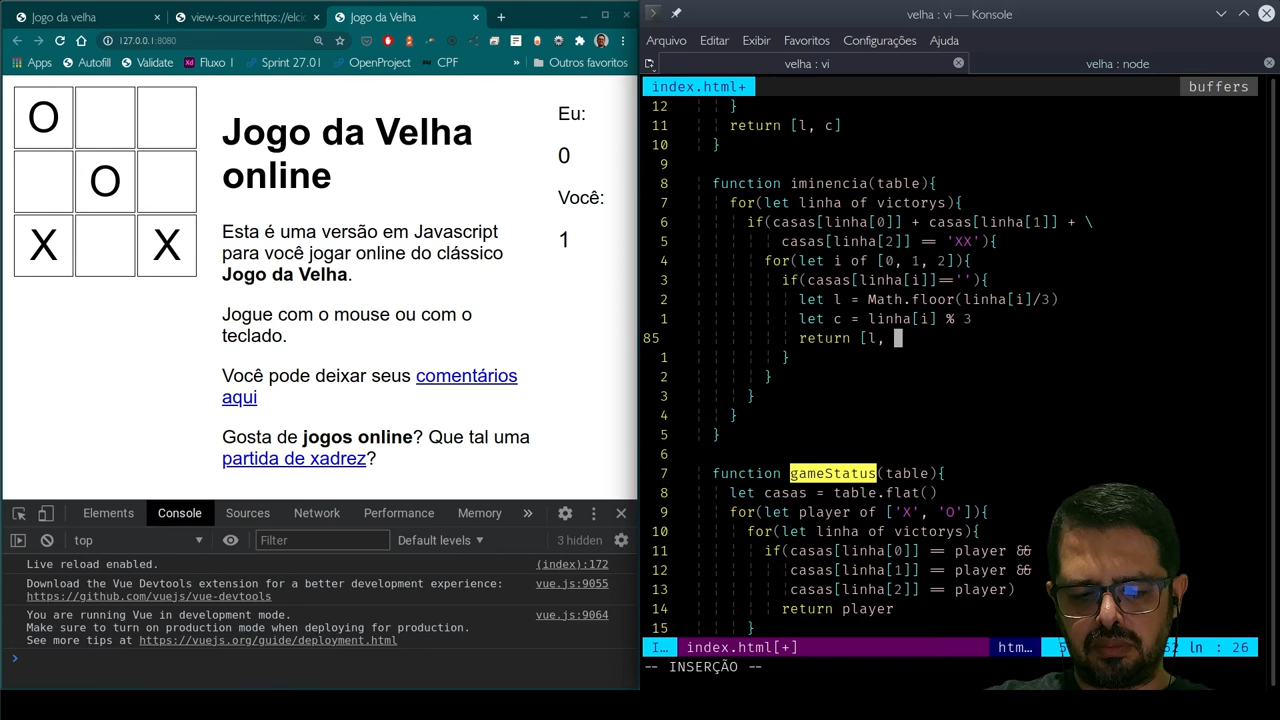 Jogo da velha
view-source:https://elcio
Jogo da Velha
127.0.0.1:8080
Apps
Autofill
Validate
Fluxo 1
Sprint 27.01
OpenProject
CPF
»
Outros favoritos
O
O
X X
Jogo da Velha
online
Esta é uma versão em Javascript
para você jogar online do clássico
Jogo da Velha.
Jogue com o mouse ou com o
teclado.
Você pode deixar seus comentários
aqui
Gosta de jogos online? Que tal uma
partida de xadrez?
Eu:
0
Você:
1
Elements Console Sources Network Performance Memory »
top Filter Default levels 3 hidden
Live reload enabled. (index):172
Download the Vue Devtools extension for a better development experience: vue.js:9055
https://github.com/vuejs/vue-devtools
You are running Vue in development mode. vue.js:9064
Make sure to turn on production mode when deploying for production.
See more tips at https://vuejs.org/guide/deployment.html
velha : vi — Konsole
Arquivo Editar Exibir Favoritos Configurações Ajuda
velha : vi velha : node
index.html+ buffers
12 }
11 return [l, c]
10 }
9
8 function iminencia(table){
7 for(let linha of victorys){
6 if(casas[linha[0]] + casas[linha[1]] + \
5 casas[linha[2]] == 'XX'){
4 for(let i of [0, 1, 2]){
3 if(casas[linha[i]]==''){
2 let l = Math.floor(linha[i]/3)
1 let c = linha[i] % 3
85 return [l,
1 }
2 }
3 }
4 }
5 }
6
7 function gameStatus(table){
8 let casas = table.flat()
9 for(let player of ['X', 'O']){
10 for(let linha of victorys){
11 if(casas[linha[0]] == player &&
12 casas[linha[1]] == player &&
13 casas[linha[2]] == player)
14 return player
15 }
I… index.html[+] htm… ln : 26
-- INSERÇÃO --